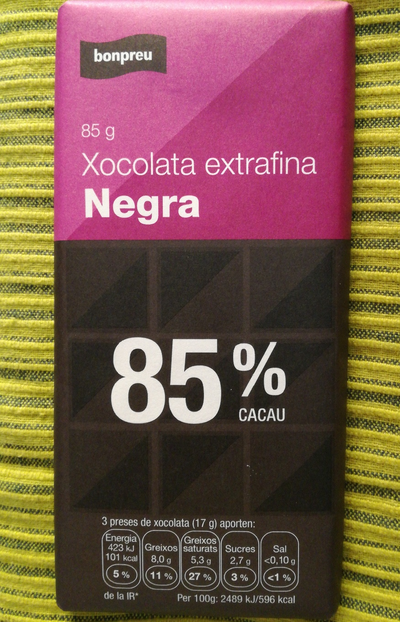 bonpreu
85 g
Xocolata extrafina
Negra
85%
CACAU
3 preses de xocolata (17 g) aporten:
Energia
423 kJ
101 kcal
5 %
Greixos
8,0 g
11 %
Greixos
saturats
5,3 g
27 %
Sucres
2,7 g
3 %
Sal
<0,10 g
<1 %
de la IR*
Per 100g: 2489 kJ/596 kcal